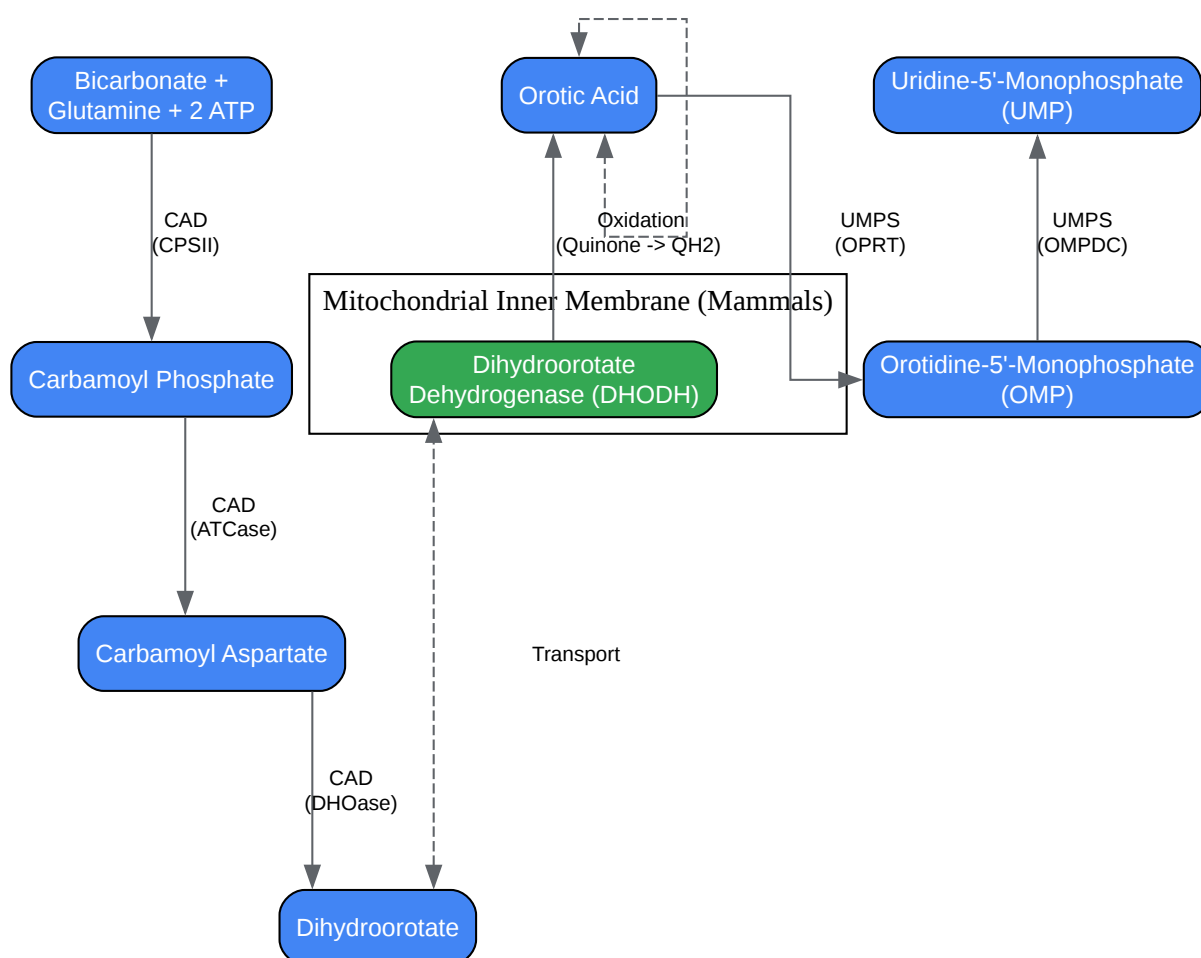 Bicarbonate +
Glutamine + 2 ATP
Orotic Acid
Uridine-5'-Monophosphate
(UMP)
CAD
(CPSII)
Oxidation
(Quinone -> QH2)
UMPS
(OPRT)
UMPS
(OMPDC)
Mitochondrial Inner Membrane (Mammals)
Carbamoyl Phosphate
Dihydroorotate
Dehydrogenase (DHODH)
Orotidine-5'-Monophosphate
(OMP)
CAD
(ATCase)
Carbamoyl Aspartate
Transport
CAD
(DHOase)
Dihydroorotate